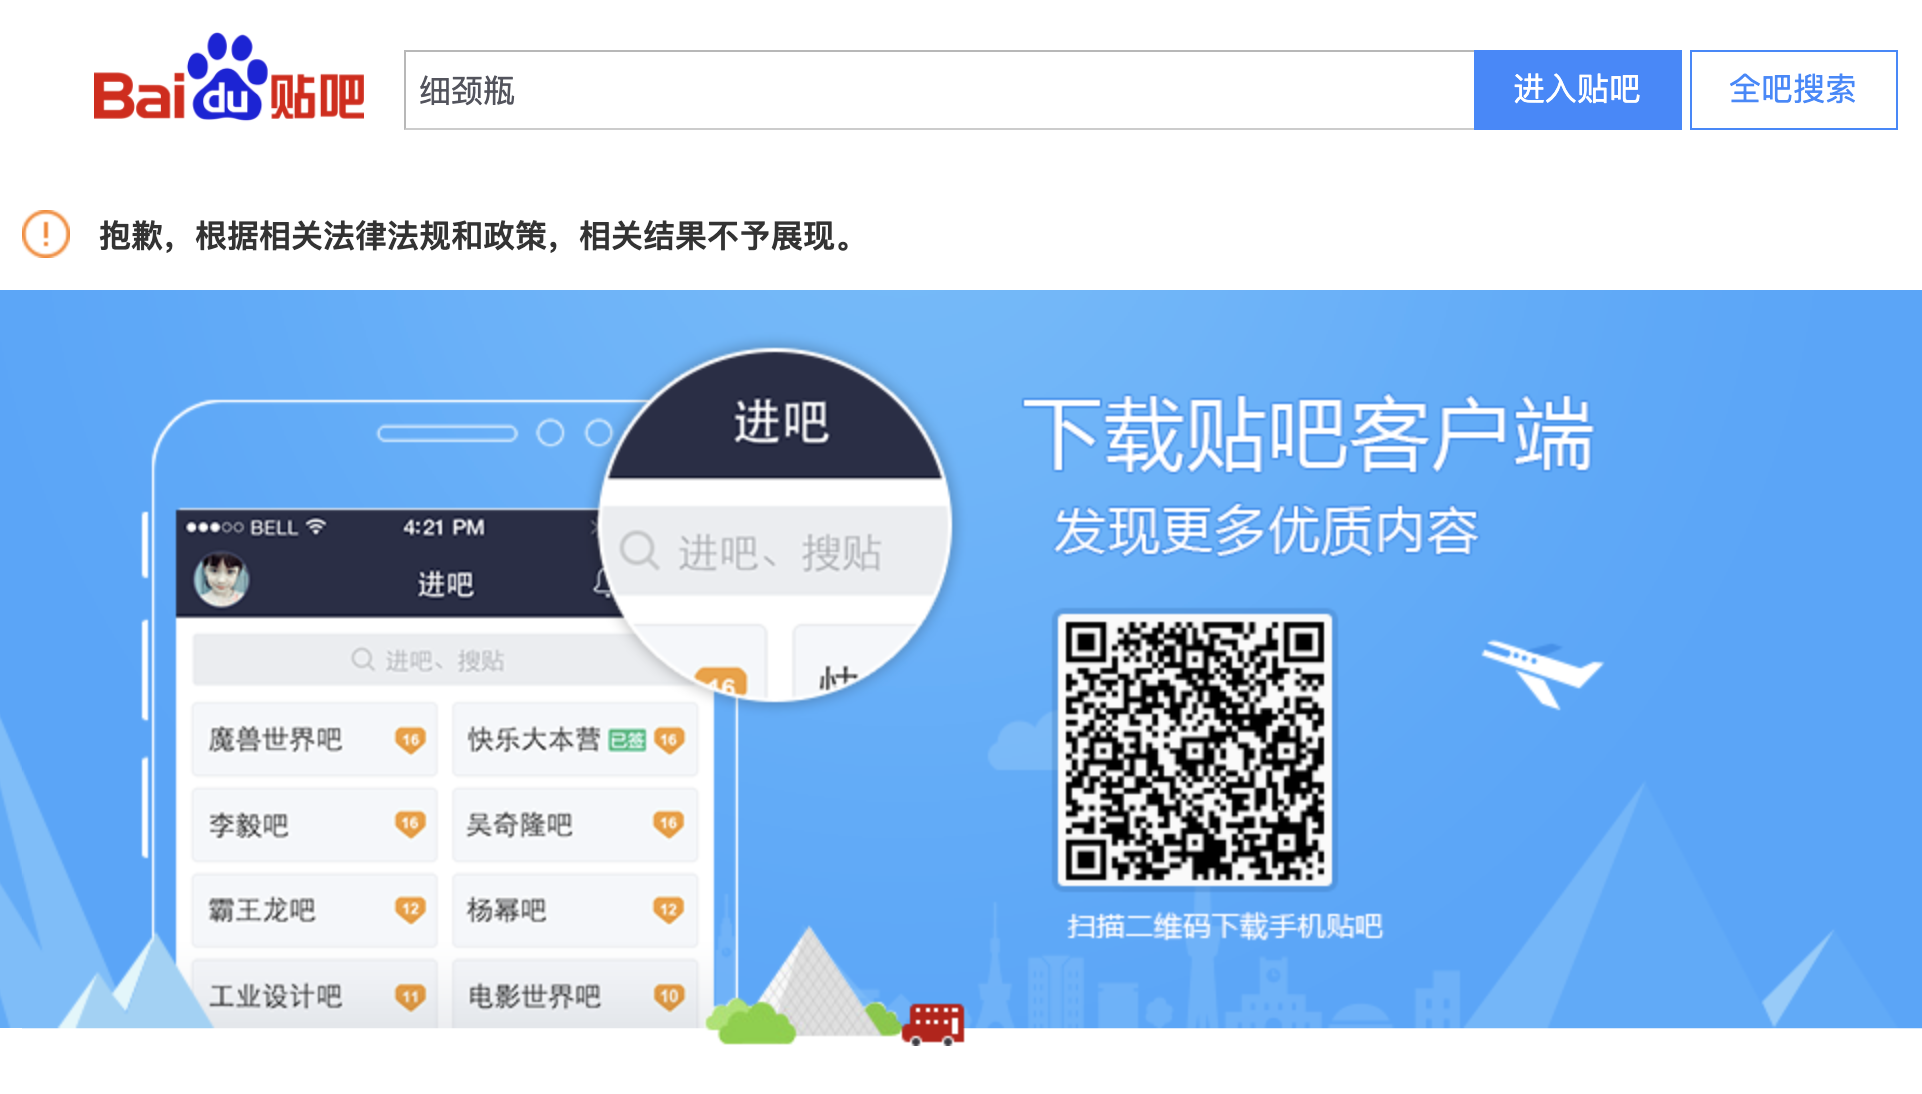 Bai du 贴吧
细颈瓶
进入贴吧
全吧搜索
抱歉，根据相关法律法规和政策，相关结果不予展现。
BELL 4:21 PM
进吧
进吧、搜贴
魔兽世界吧 16
快乐大本营 已签 16
李毅吧 16
吴奇隆吧 16
霸王龙吧 12
杨幂吧 12
工业设计吧 11
电影世界吧 10
进吧
进吧、搜贴
16
下载贴吧客户端
发现更多优质内容
扫描二维码下载手机贴吧